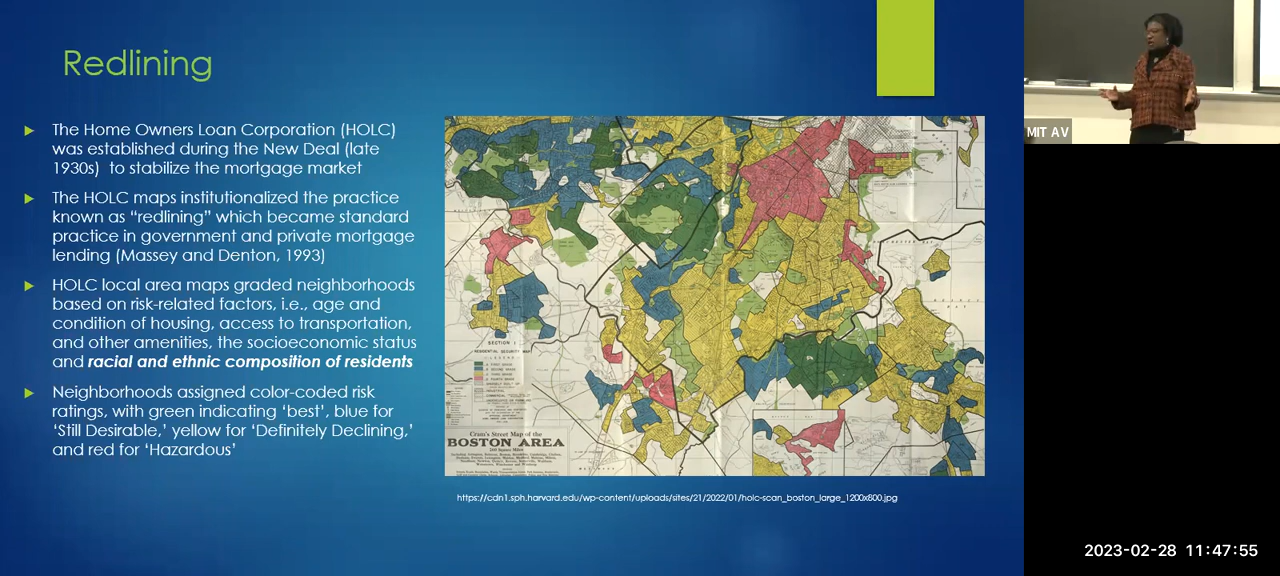 Redlining
The Home Owners Loan Corporation (HOLC)
was established during the New Deal (late
1930s) to stabilize the mortgage market
The HOLC maps institutionalized the practice
known as “redlining” which became standard
practice in government and private mortgage
lending (Massey and Denton, 1993)
HOLC local area maps graded neighborhoods
based on risk-related factors, i.e., age and
condition of housing, access to transportation,
and other amenities, the socioeconomic status
and racial and ethnic composition of residents
Neighborhoods assigned color-coded risk
ratings, with green indicating ‘best’, blue for
‘Still Desirable,’ yellow for ‘Definitely Declining,’
and red for ‘Hazardous’
SECTION 1
RESIDENTIAL SECURITY MAP
Cram's Street Map of the
BOSTON AREA
https://cdn1.sph.harvard.edu/wp-content/uploads/sites/21/2022/01/holc-scan_boston_large_1200x800.jpg
MIT AV
2023-02-28 11:47:55